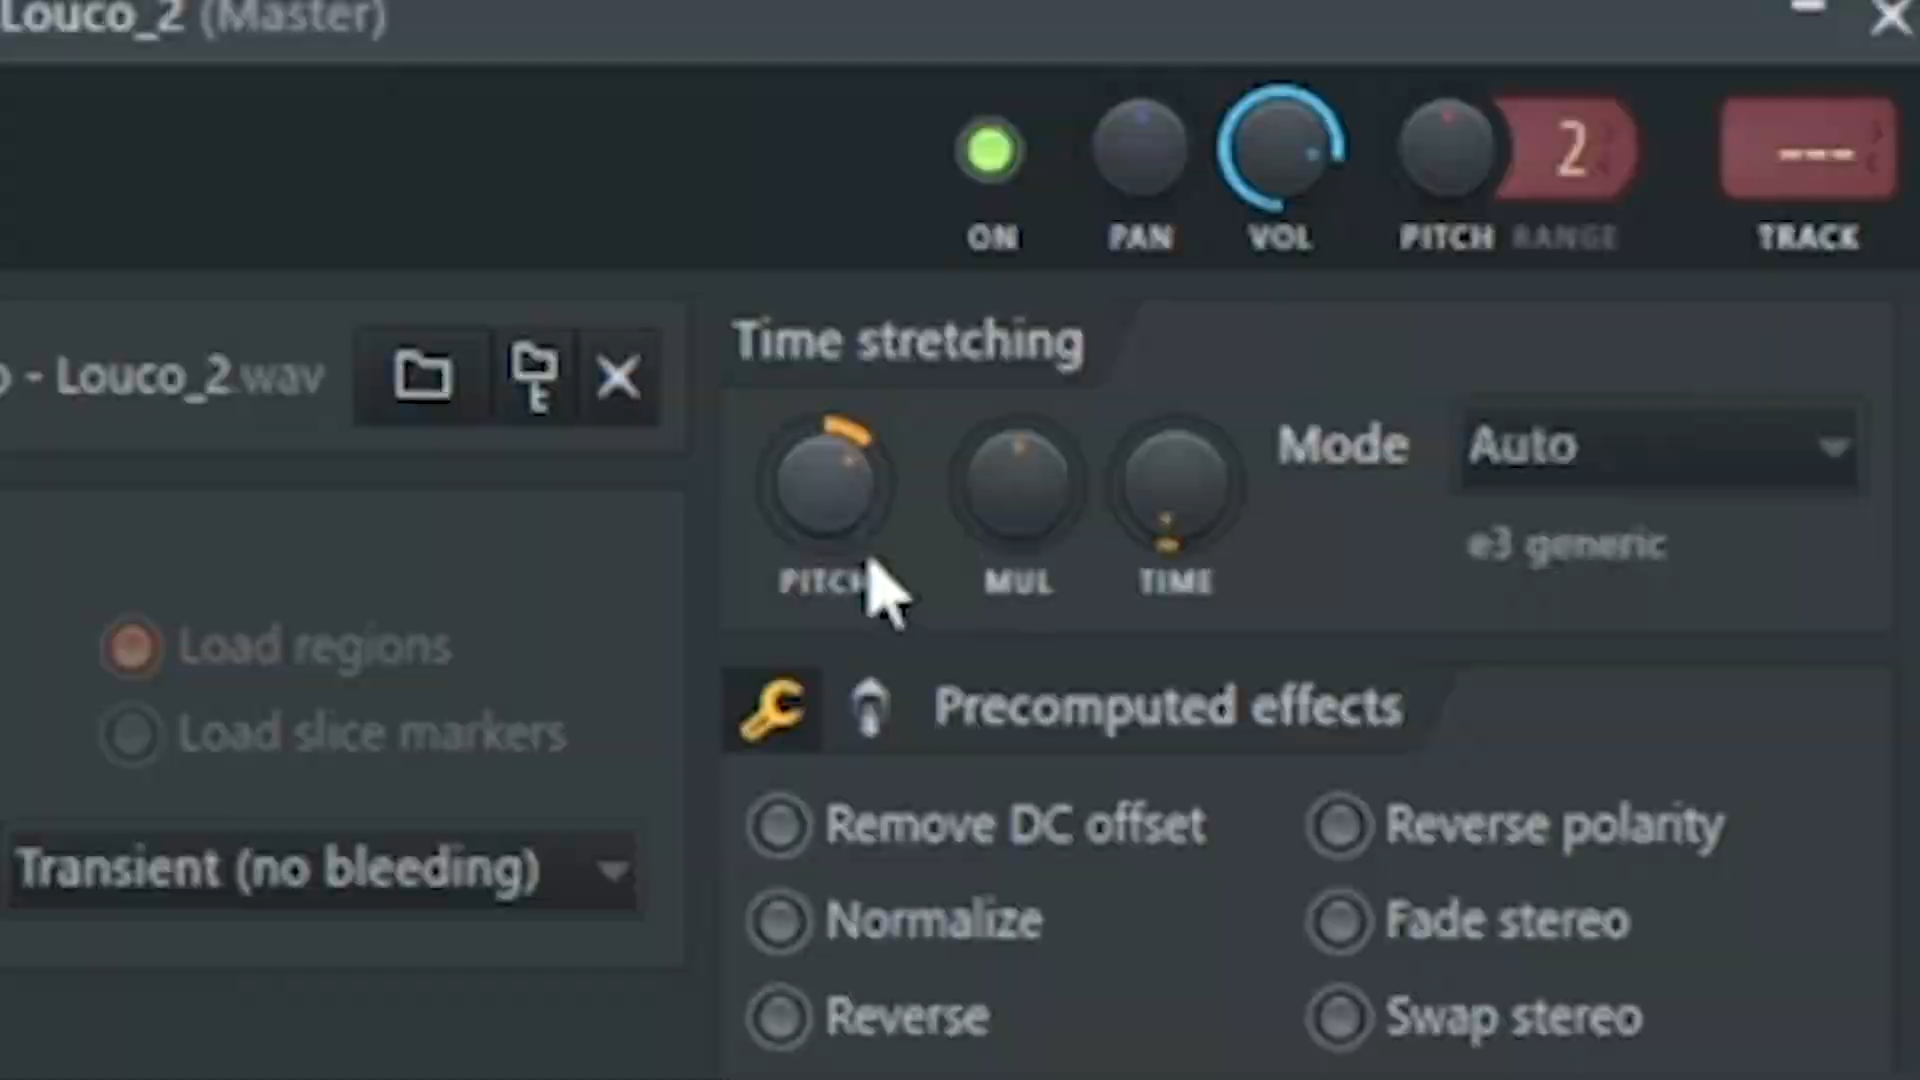 Louco_2 (Master)
2
---
ON PAN VOL PITCH RANGE TRACK
- Louco_2.wav
Time stretching
Mode Auto
e3 generic
PITCH MUL TIME
Load regions
Load slice markers
Precomputed effects
Remove DC offset Reverse polarity
Transient (no bleeding)
Normalize Fade stereo
Reverse Swap stereo